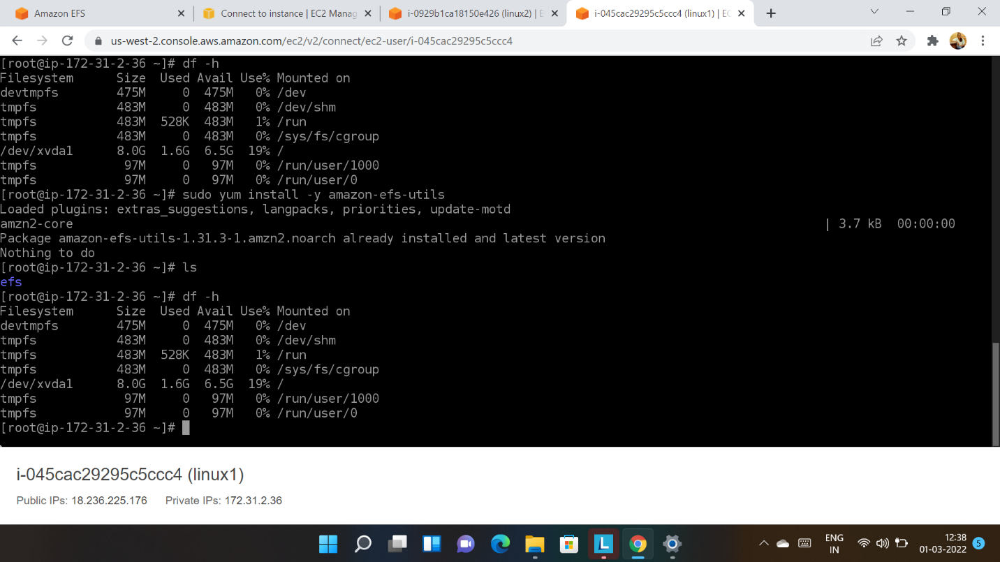 Amazon EFS
Connect to instance | EC2 Manag
i-0929b1ca18150e426 (linux2) | E
i-045cac29295c5ccc4 (linux1) | EC
us-west-2.console.aws.amazon.com/ec2/v2/connect/ec2-user/i-045cac29295c5ccc4
[root@ip-172-31-2-36 ~]# df -h
Filesystem      Size  Used Avail Use% Mounted on
devtmpfs        475M     0  475M   0% /dev
tmpfs           483M     0  483M   0% /dev/shm
tmpfs           483M  528K  483M   1% /run
tmpfs           483M     0  483M   0% /sys/fs/cgroup
/dev/xvda1      8.0G  1.6G  6.5G  19% /
tmpfs            97M     0   97M   0% /run/user/1000
tmpfs            97M     0   97M   0% /run/user/0
[root@ip-172-31-2-36 ~]# sudo yum install -y amazon-efs-utils
Loaded plugins: extras_suggestions, langpacks, priorities, update-motd
amzn2-core | 3.7 kB  00:00:00
Package amazon-efs-utils-1.31.3-1.amzn2.noarch already installed and latest version
Nothing to do
[root@ip-172-31-2-36 ~]# ls
efs
[root@ip-172-31-2-36 ~]# df -h
Filesystem      Size  Used Avail Use% Mounted on
devtmpfs        475M     0  475M   0% /dev
tmpfs           483M     0  483M   0% /dev/shm
tmpfs           483M  528K  483M   1% /run
tmpfs           483M     0  483M   0% /sys/fs/cgroup
/dev/xvda1      8.0G  1.6G  6.5G  19% /
tmpfs            97M     0   97M   0% /run/user/1000
tmpfs            97M     0   97M   0% /run/user/0
[root@ip-172-31-2-36 ~]#
i-045cac29295c5ccc4 (linux1)
Public IPs: 18.236.225.176 Private IPs: 172.31.2.36
L
ENG
IN
12:38
01-03-2022
5